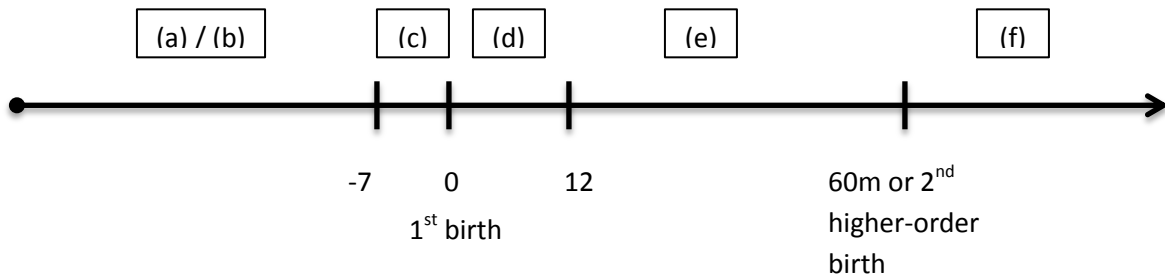 (a) / (b) (c) (d) (e) (f)
-7 0 12 60m or 2nd
1st birth higher-order
birth